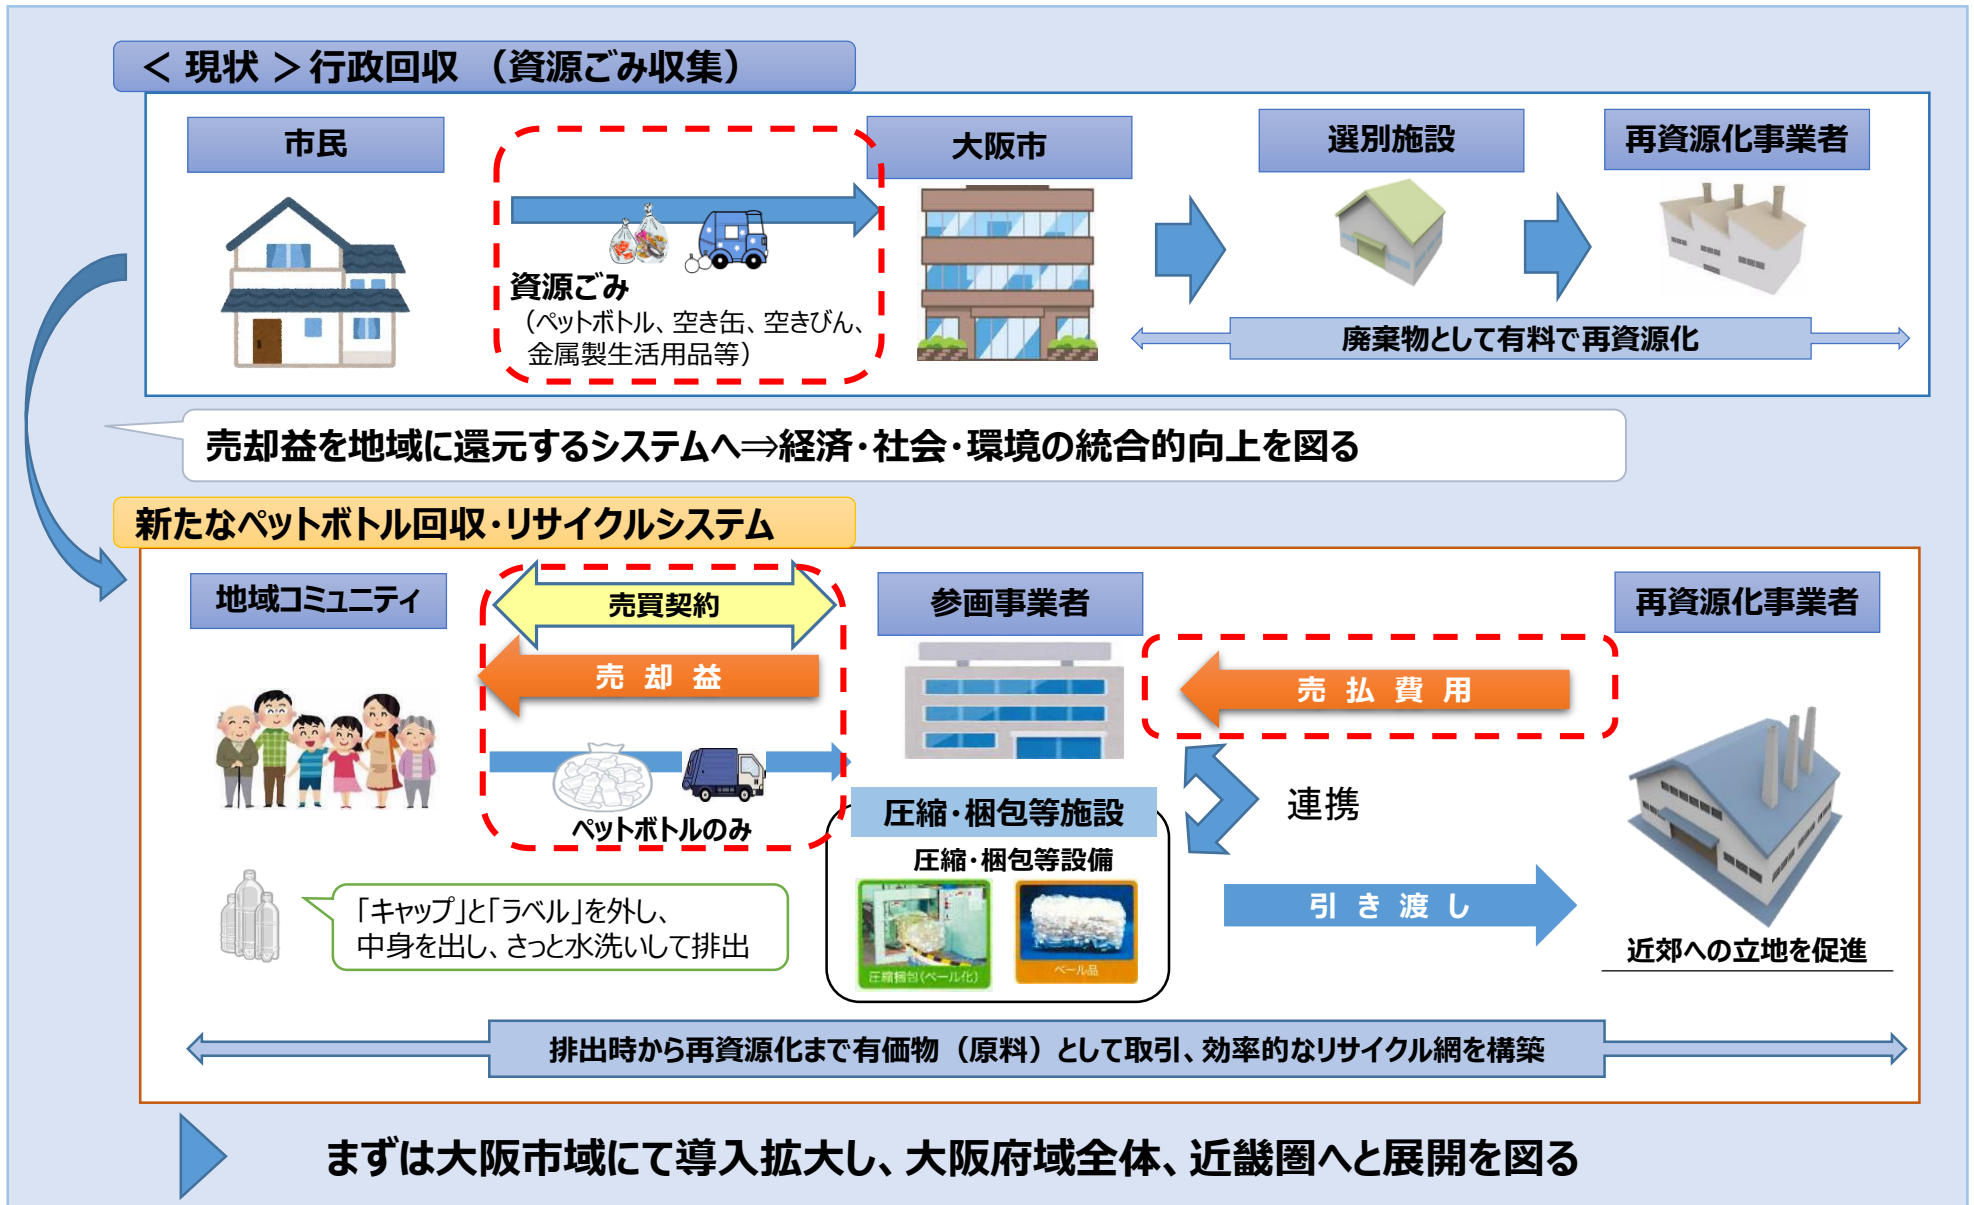 ＜ 現状 ＞行政回収 （資源ごみ収集）
市民
大阪市
選別施設
再資源化事業者
資源ごみ
（ペットボトル、空き缶、空きびん、
金属製生活用品等）
廃棄物として有料で再資源化
売却益を地域に還元するシステムへ⇒経済・社会・環境の統合的向上を図る
新たなペットボトル回収・リサイクルシステム
地域コミュニティ
売買契約
参画事業者
再資源化事業者
売 却 益
売 払 費 用
ペットボトルのみ
連携
圧縮・梱包等施設
圧縮・梱包等設備
圧縮梱包（ベール化）
ベール品
「キャップ」と「ラベル」を外し、
中身を出し、さっと水洗いして排出
引 き 渡 し
近郊への立地を促進
排出時から再資源化まで有価物（原料）として取引、効率的なリサイクル網を構築
まずは大阪市域にて導入拡大し、大阪府域全体、近畿圏へと展開を図る